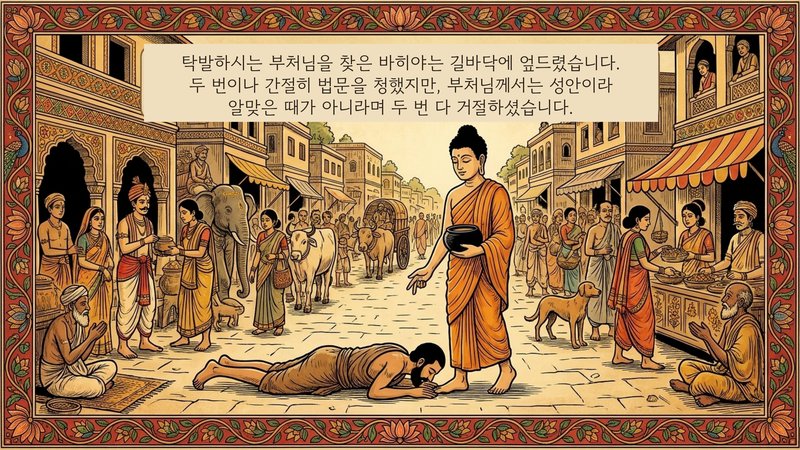 탁발하시는 부처님을 찾은 바히야는 길바닥에 엎드렸습니다.
두 번이나 간절히 법문을 청했지만, 부처님께서는 성안이라
알맞은 때가 아니라며 두 번 다 거절하셨습니다.